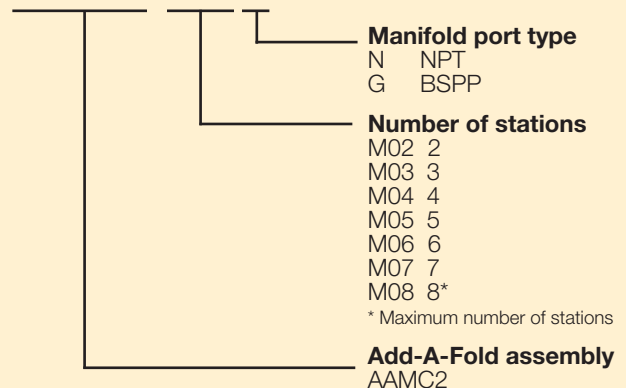 Manifold port type
N NPT
G BSPP
Number of stations
M02 2
M03 3
M04 4
M05 5
M06 6
M07 7
M08 8*
* Maximum number of stations
Add-A-Fold assembly
AAMC2